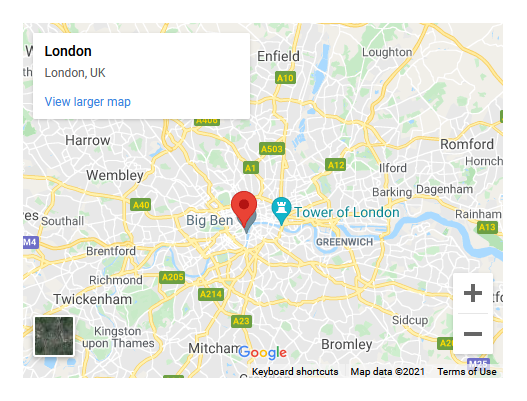 London
London, UK
View larger map
Enfield
Loughton
A10
A406
Harrow
A503
Romford
A1
A12
Hornch
Wembley
Ilford
Barking
Dagenham
A40
Southall
Big Ben
Tower of London
Rainham
A13
M4
Brentford
GREENWICH
Richmond
A205
A214
Twickenham
Kingston
upon Thames
A23
Sidcup
Mitcham
Google
Bromley
M25
Keyboard shortcuts
Map data ©2021
Terms of Use